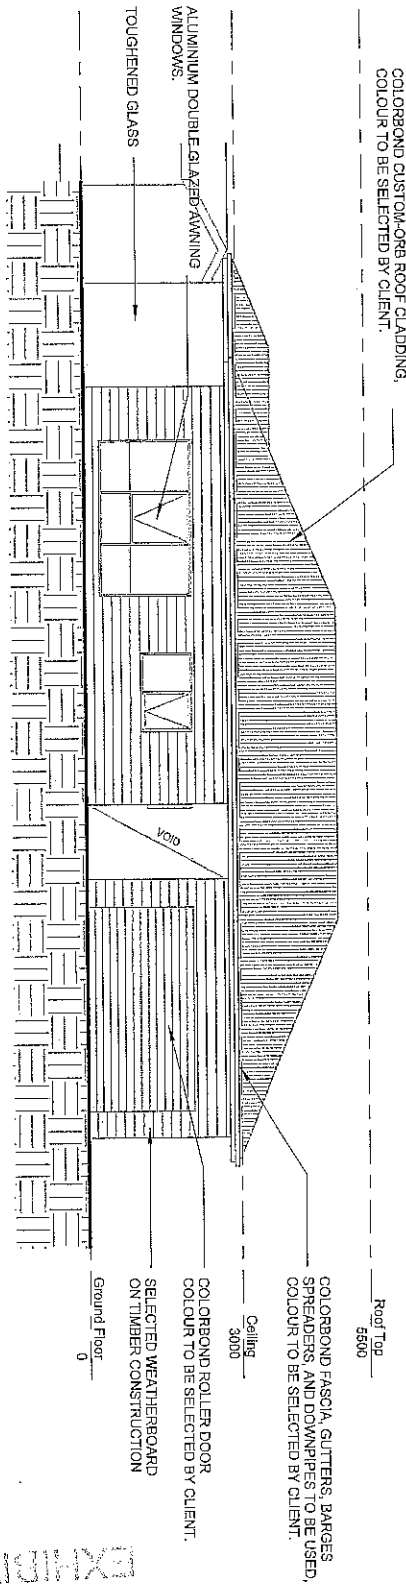 COLORBOND CUSTOM-ORB ROOF CLADDING,
COLOUR TO BE SELECTED BY CLIENT.
ALUMINIUM DOUBLE GLAZED AWNING
WINDOWS.
TOUGHENED GLASS
VOID
Roof Top
5500
COLORBOND FASCIA, GUTTERS, BARGES
SPREADERS, AND DOWNPIPES TO BE USED,
COLOUR TO BE SELECTED BY CLIENT.
Ceiling
3000
COLORBOND ROLLER DOOR
COLOUR TO BE SELECTED BY CLIENT.
SELECTED WEATHERBOARD
ON TIMBER CONSTRUCTION
Ground Floor
0